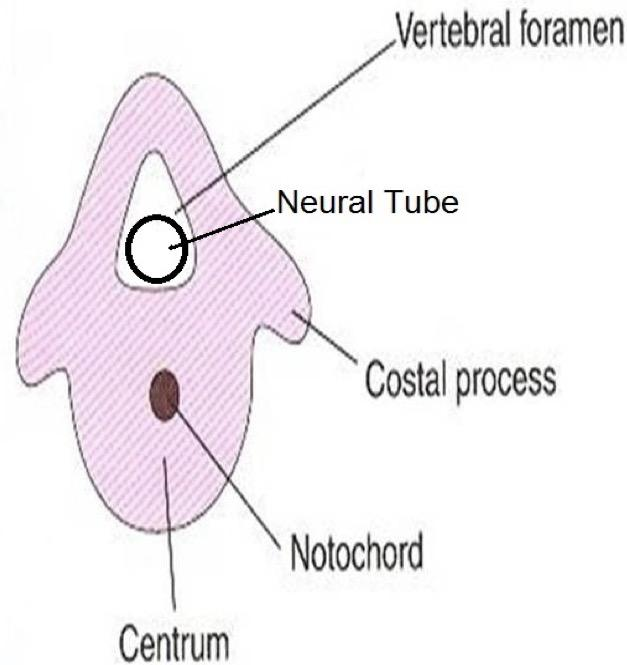 Vertebral foramen
Neural Tube
Costal process
Notochord
Centrum